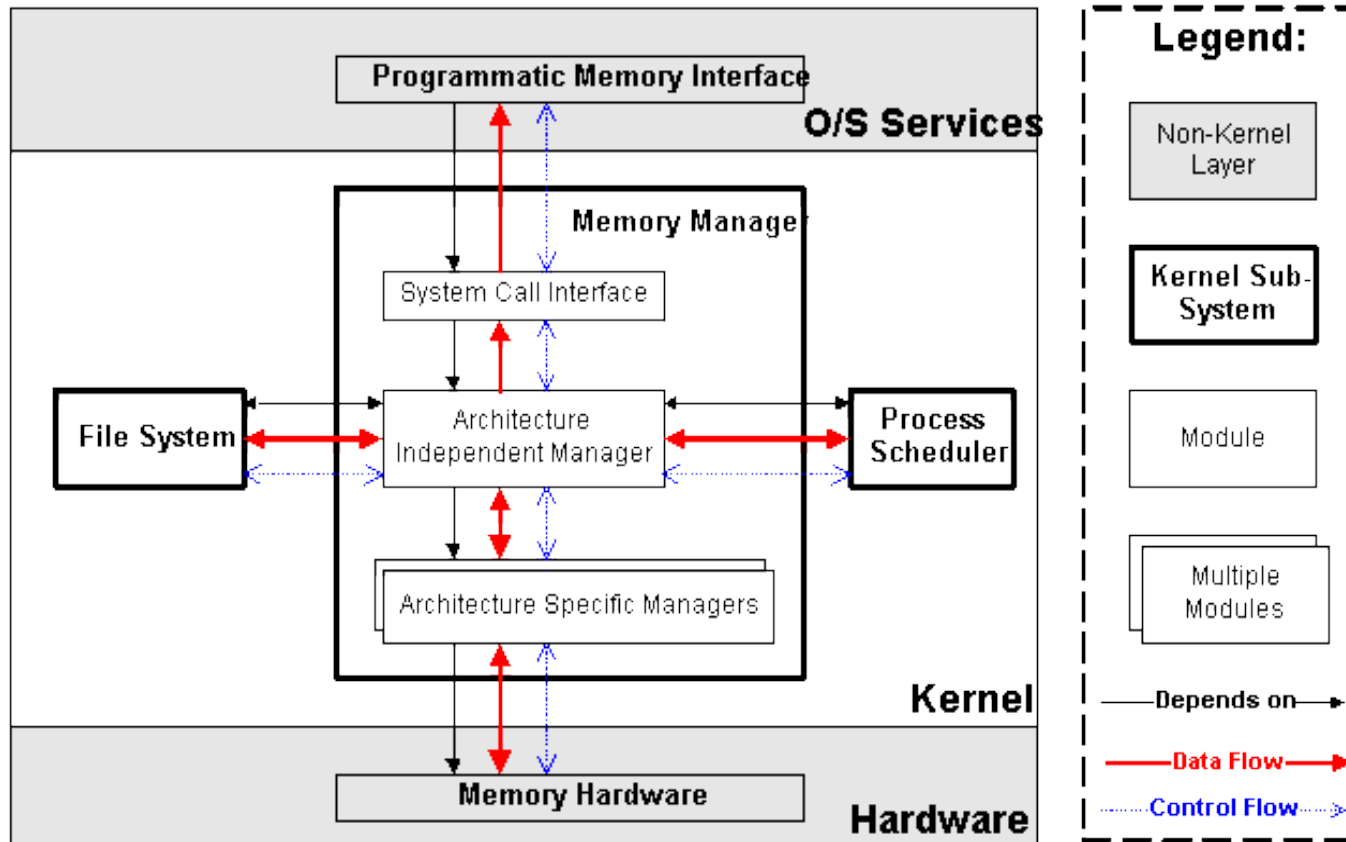 Programmatic Memory Interface
O/S Services
Memory Manager
System Call Interface
File System
Architecture
Independent Manager
Process
Scheduler
Architecture Specific Managers
Kernel
Memory Hardware
Hardware
Legend:
Non-Kernel
Layer
Kernel Sub-
System
Module
Multiple
Modules
Depends on
Data Flow
Control Flow